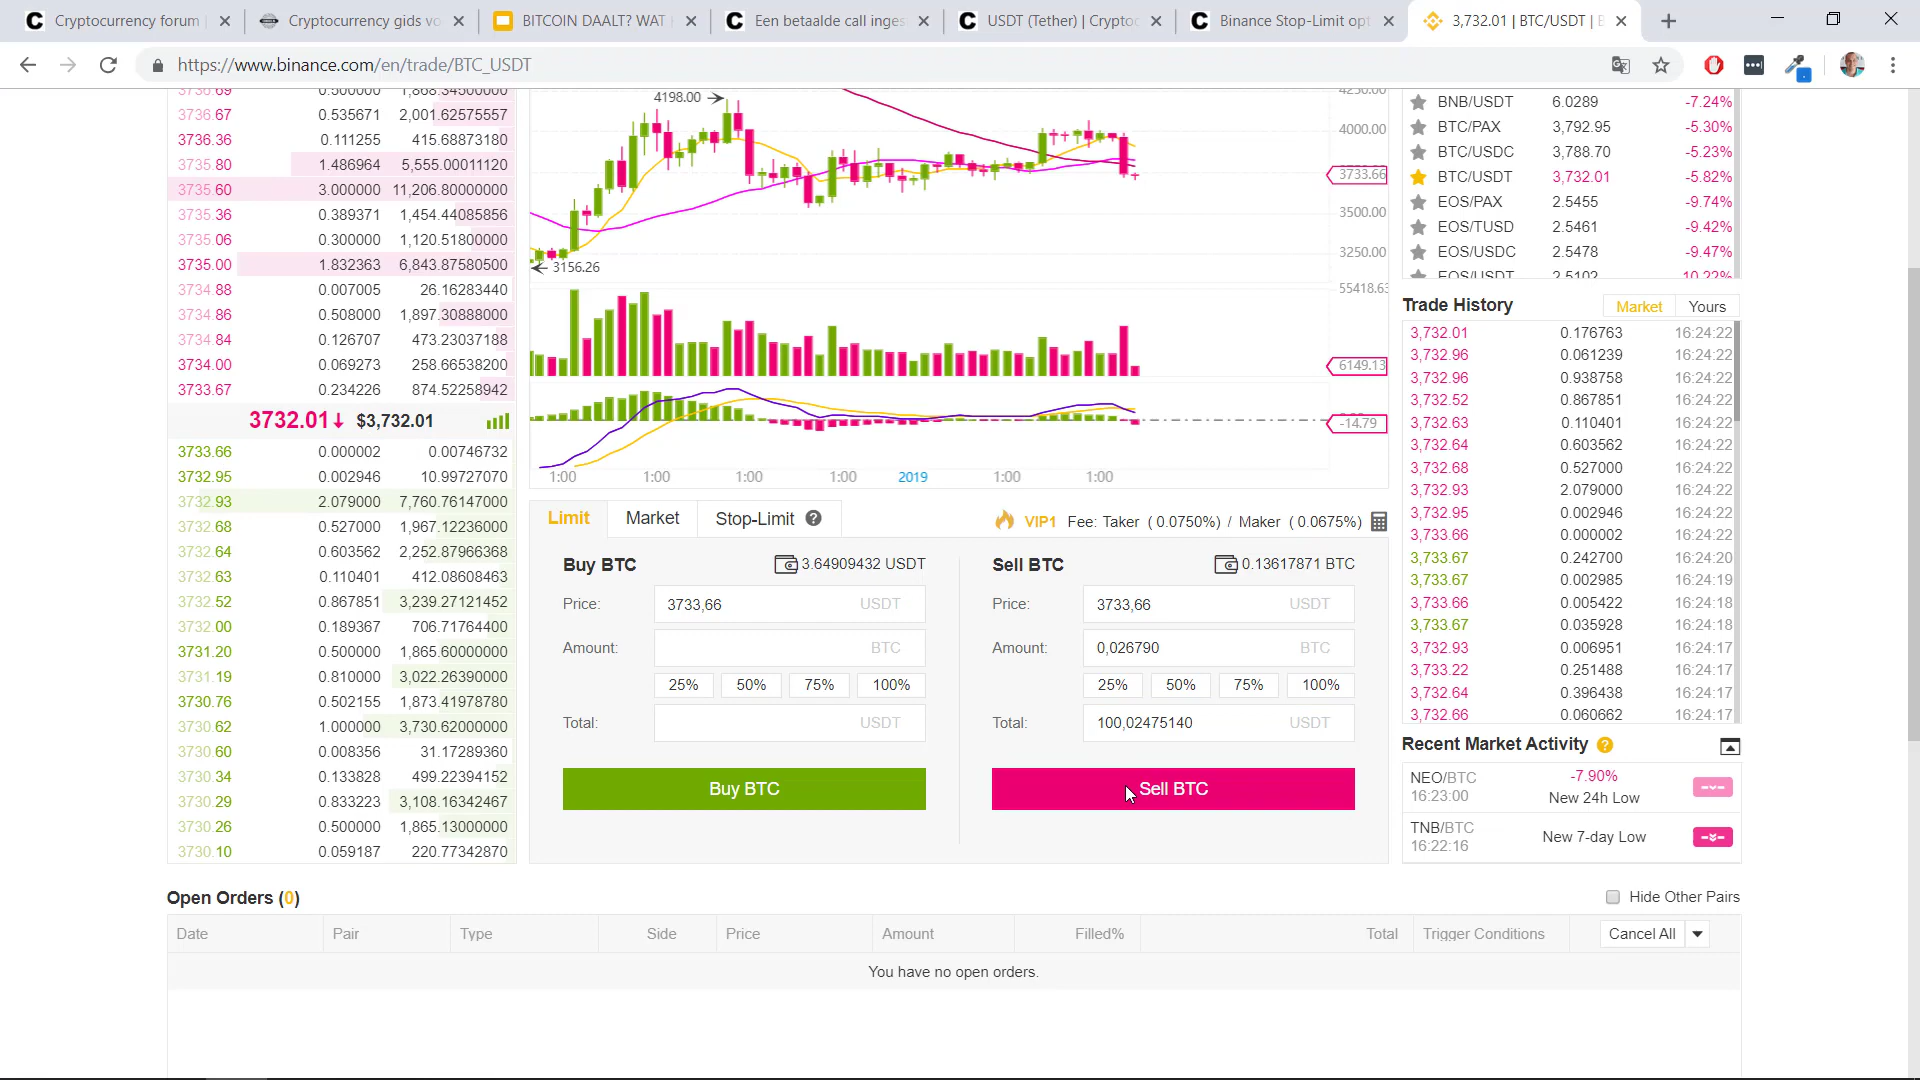 Cryptocurrency forum
Cryptocurrency gids vo
BITCOIN DAALT? WAT
Een betaalde call inges
USDT (Tether) | Crypto
Binance Stop-Limit opt
3,732.01 | BTC/USDT | B
https://www.binance.com/en/trade/BTC_USDT
3736.69 0.500000 1,868.34500000
3736.67 0.535671 2,001.62575557
3736.36 0.111255 415.68873180
3735.80 1.486964 5,555.00011120
3735.60 3.000000 11,206.80000000
3735.36 0.389371 1,454.44085856
3735.06 0.300000 1,120.51800000
3735.00 1.832363 6,843.87580500
3734.88 0.007005 26.16283440
3734.86 0.508000 1,897.30888000
3734.84 0.126707 473.23037188
3734.00 0.069273 258.66538200
3733.67 0.234226 874.52258942
3732.01↓ $3,732.01
3733.66 0.000002 0.00746732
3732.95 0.002946 10.99727070
3732.93 2.079000 7,760.76147000
3732.68 0.527000 1,967.12236000
3732.64 0.603562 2,252.87966368
3732.63 0.110401 412.08608463
3732.52 0.867851 3,239.27121452
3732.00 0.189367 706.71764400
3731.20 0.500000 1,865.60000000
3731.19 0.810000 3,022.26390000
3730.76 0.502155 1,873.41978780
3730.62 1.000000 3,730.62000000
3730.60 0.008356 31.17289360
3730.34 0.133828 499.22394152
3730.29 0.833223 3,108.16342467
3730.26 0.500000 1,865.13000000
3730.10 0.059187 220.77342870
4198.00
3156.26
4250.00
4000.00
3733.66
3500.00
3250.00
55418.63
6149.13
-14.79
1:00 1:00 1:00 1:00 2019 1:00 1:00
Limit Market Stop-Limit ?
VIP1 Fee: Taker ( 0.0750%) / Maker ( 0.0675%)
Buy BTC 3.64909432 USDT
Price: 3733,66 USDT
Amount: BTC
25% 50% 75% 100%
Total: USDT
Buy BTC
Sell BTC 0.13617871 BTC
Price: 3733,66 USDT
Amount: 0,026790 BTC
25% 50% 75% 100%
Total: 100,02475140 USDT
Sell BTC
BNB/USDT 6.0289 -7.24%
BTC/PAX 3,792.95 -5.30%
BTC/USDC 3,788.70 -5.23%
BTC/USDT 3,732.01 -5.82%
EOS/PAX 2.5455 -9.74%
EOS/TUSD 2.5461 -9.42%
EOS/USDC 2.5478 -9.47%
EOS/USDT 2.5102 10.22%
Trade History Market Yours
3,732.01 0.176763 16:24:22
3,732.96 0.061239 16:24:22
3,732.96 0.938758 16:24:22
3,732.52 0.867851 16:24:22
3,732.63 0.110401 16:24:22
3,732.64 0.603562 16:24:22
3,732.68 0.527000 16:24:22
3,732.93 2.079000 16:24:22
3,732.95 0.002946 16:24:22
3,733.66 0.000002 16:24:22
3,733.67 0.242700 16:24:20
3,733.67 0.002985 16:24:19
3,733.66 0.005422 16:24:18
3,733.67 0.035928 16:24:18
3,732.93 0.006951 16:24:17
3,733.22 0.251488 16:24:17
3,732.64 0.396438 16:24:17
3,732.66 0.060662 16:24:17
Recent Market Activity ?
NEO/BTC -7.90%
16:23:00 New 24h Low
TNB/BTC New 7-day Low
16:22:16
Open Orders (0) Hide Other Pairs
Date Pair Type Side Price Amount Filled% Total Trigger Conditions Cancel All
You have no open orders.